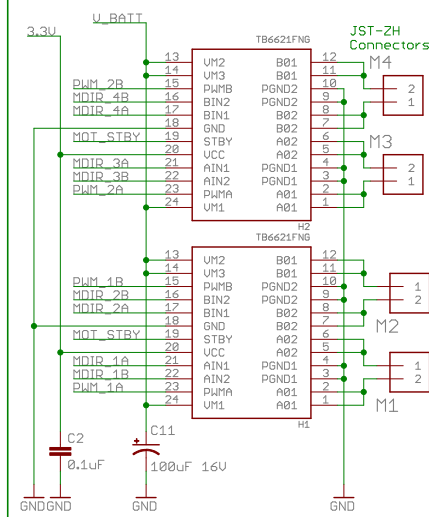 V_BATT
3.3V
TB6621FNG
JST-ZH
Connectors
13 VM2 B01 12
14 VM3 B01 11
PWM_2B 15 PWMB PGND2 10
MDIR_4B 16 BIN2 PGND2 9
MDIR_4A 17 BIN1 B02 8
18 GND B02 7
MOT_STBY 19 STBY A02 6
20 VCC A02 5
MDIR_3A 21 AIN1 PGND1 4
MDIR_3B 22 AIN2 PGND1 3
PWM_2A 23 PWMA A01 2
24 VM1 A01 1
H2
M4
2
1
M3
2
1
TB6621FNG
13 VM2 B01 12
14 VM3 B01 11
PWM_1B 15 PWMB PGND2 10
MDIR_2B 16 BIN2 PGND2 9
MDIR_2A 17 BIN1 B02 8
18 GND B02 7
MOT_STBY 19 STBY A02 6
20 VCC A02 5
MDIR_1A 21 AIN1 PGND1 4
MDIR_1B 22 AIN2 PGND1 3
PWM_1A 23 PWMA A01 2
24 VM1 A01 1
H1
1
2
M2
1
2
M1
C2
0.1uF
C11
+
100uF 16V
GND
GND
GND
GND